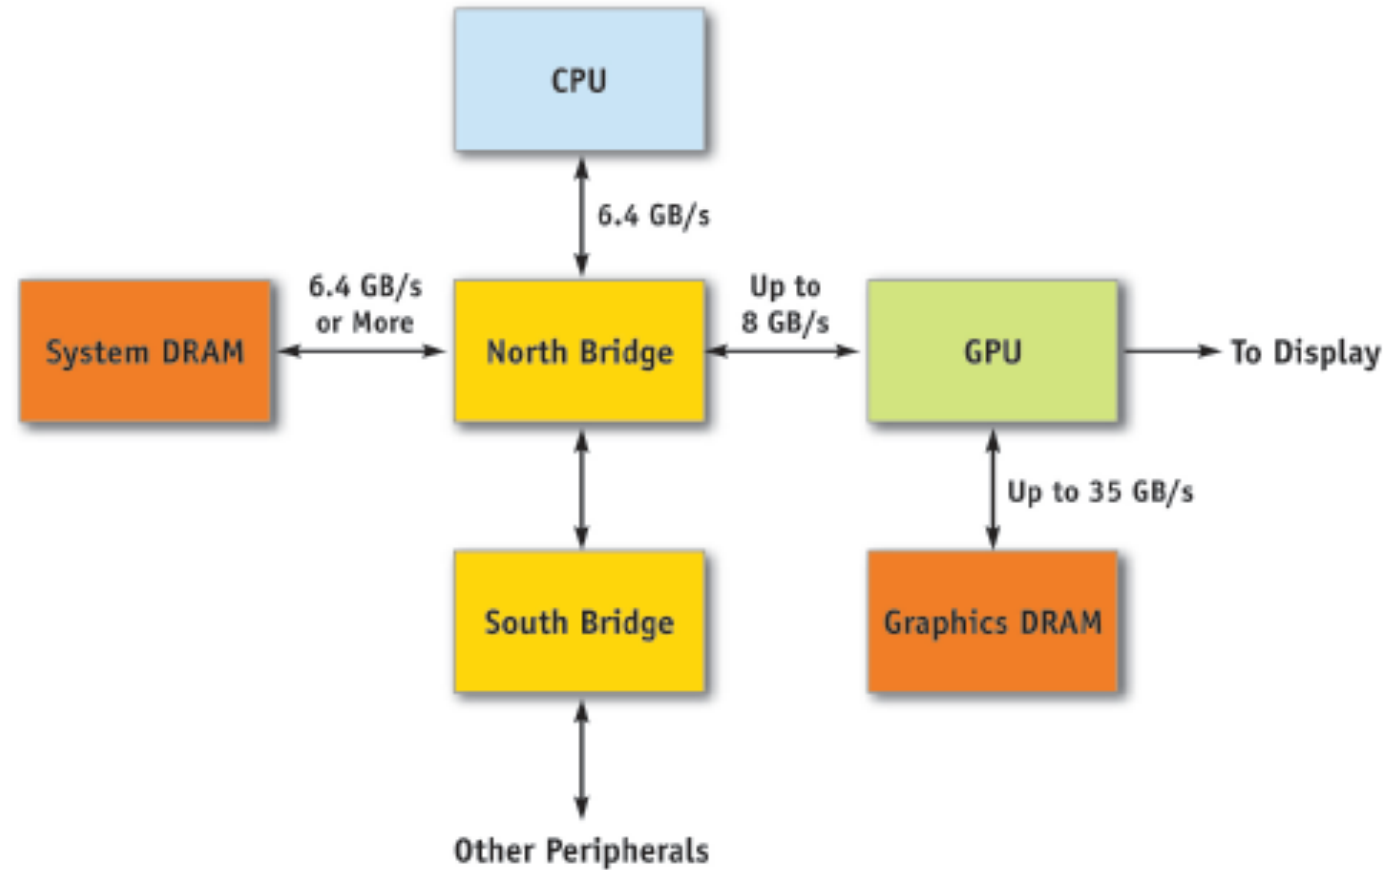 CPU
6.4 GB/s
6.4 GB/s
or More
Up to
8 GB/s
System DRAM
North Bridge
GPU
To Display
Up to 35 GB/s
South Bridge
Graphics DRAM
Other Peripherals